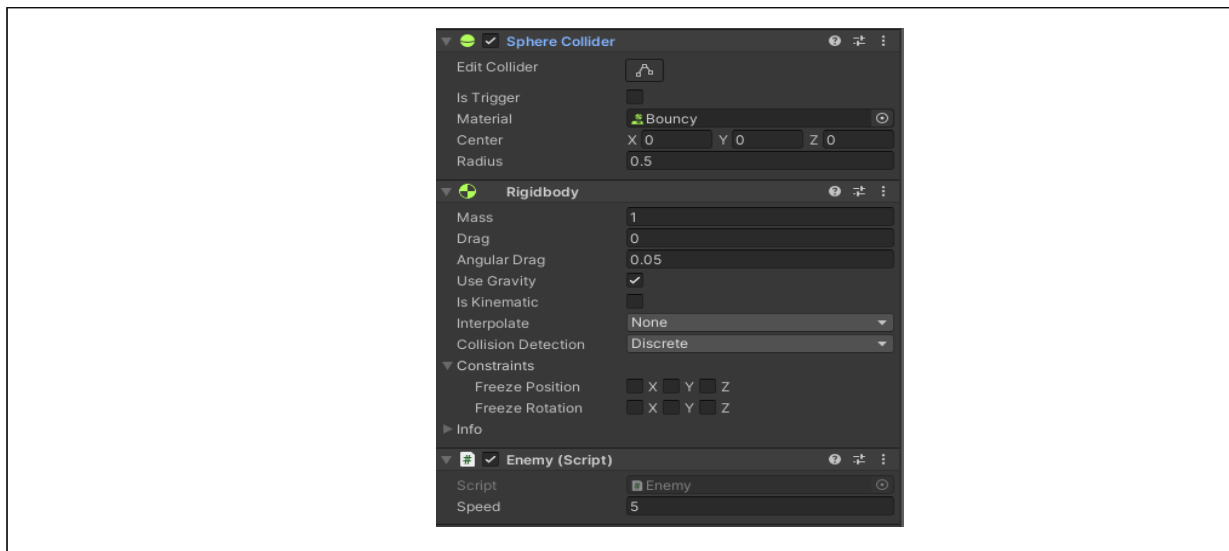 Sphere Collider
Edit Collider
Is Trigger
Material Bouncy
Center X 0 Y 0 Z 0
Radius 0.5
Rigidbody
Mass 1
Drag 0
Angular Drag 0.05
Use Gravity
Is Kinematic
Interpolate None
Collision Detection Discrete
Constraints
Freeze Position X Y Z
Freeze Rotation X Y Z
Info
# Enemy (Script)
Script Enemy
Speed 5